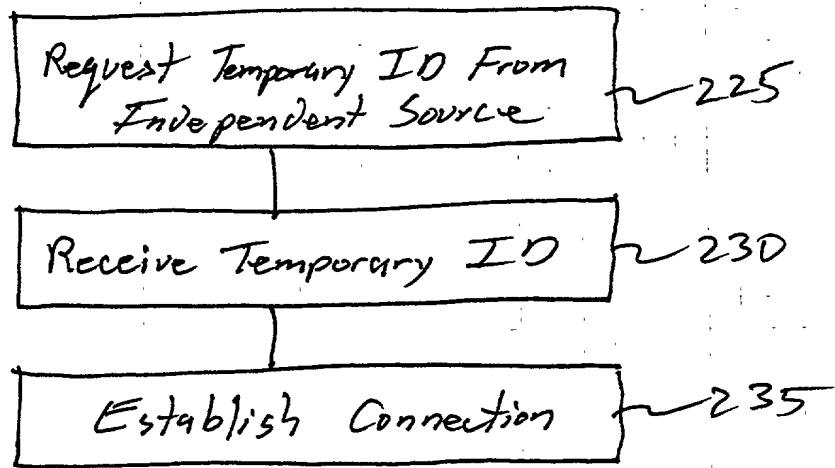 Request Temporary ID From
Independent Source
225
Receive Temporary ID
230
Establish Connection
235